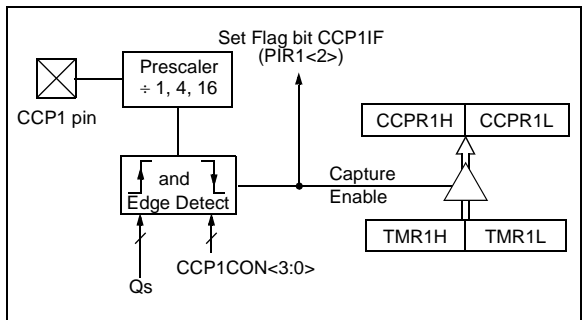 Set Flag bit CCP1IF
(PIR1<2>)
Prescaler
÷ 1, 4, 16
CCP1 pin
CCPR1H
CCPR1L
and
Edge Detect
Capture
Enable
TMR1H
TMR1L
CCP1CON<3:0>
Qs